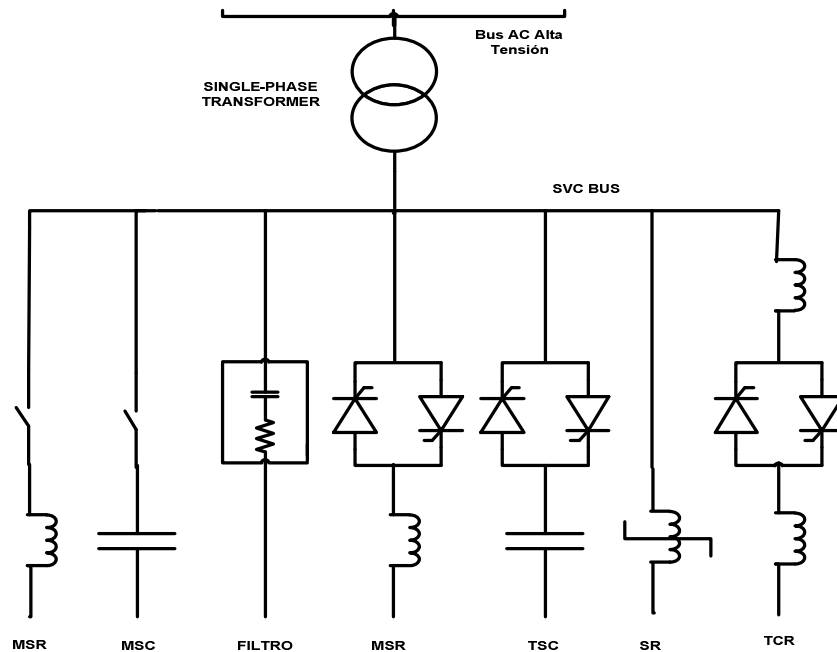 Bus AC Alta
Tensión
SINGLE-PHASE
TRANSFORMER
SVC BUS
MSR
MSC
FILTRO
MSR
TSC
SR
TCR